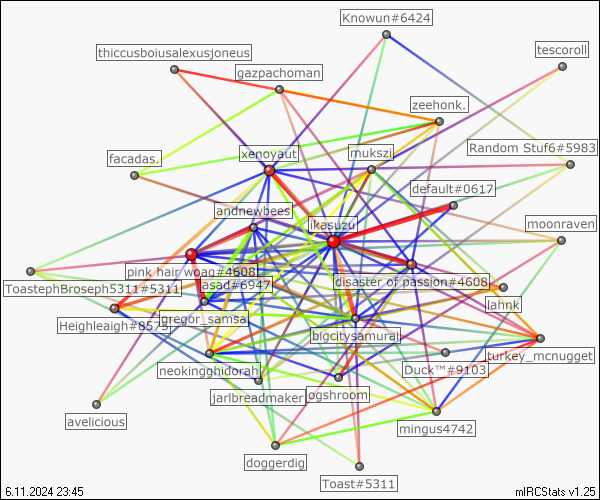 Knowun#6424
thiccusboiusalexusjoneus
tescoroll
gazpachoman
zeehonk.
Random Stuf6#5983
xenoyaut
mukszi
facadas.
default#0617
andnewbees
ikasuzu
moonraven
pink hair woag#4608
asad#6947
disaster of passion#4608
ToastephBroseph5311#5311
lahnk
gregor_samsa
Heighleaigh#8573
bigcitysamurai
turkey_mcnugget
neokingghidorah
Duck™#9103
jarlbreadmaker
ogshroom
avelicious
mingus4742
doggerdig
Toast#5311
6.11.2024 23:45
mIRCStats v1.25